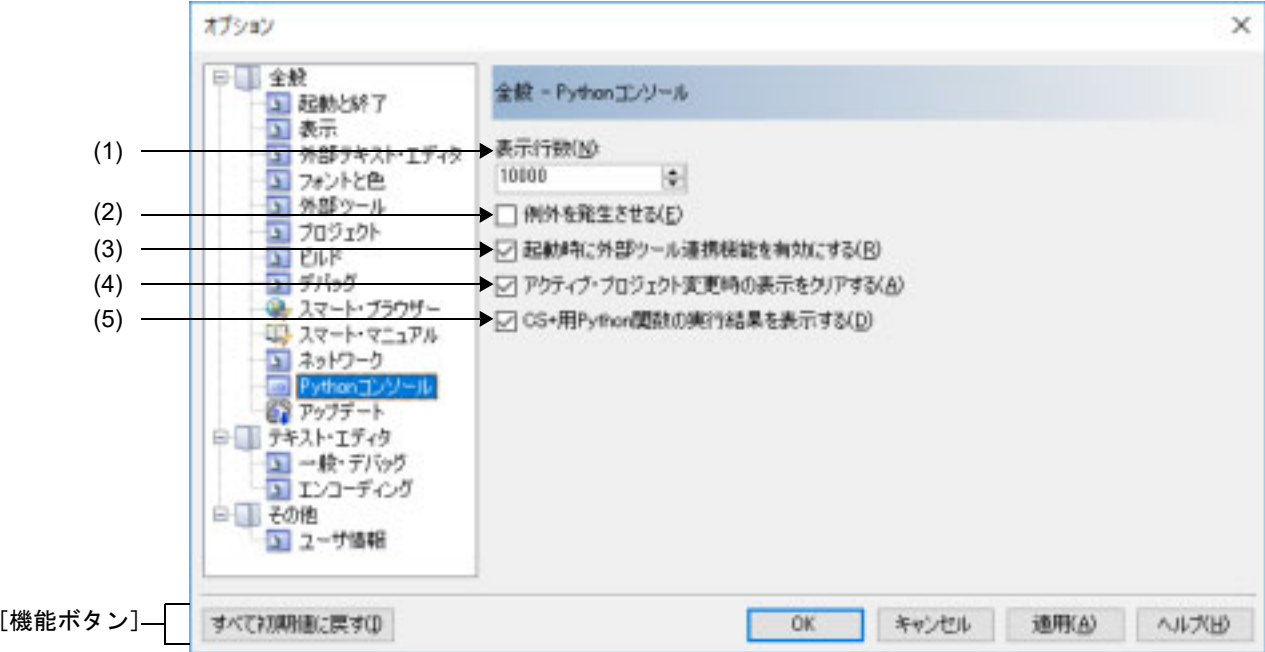 オプション
全般
起動と終了
表示
外部テキスト・エディタ
フォントと色
外部ツール
プロジェクト
ビルド
デバッグ
スマート・ブラウザー
スマート・マニュアル
ネットワーク
Pythonコンソール
アップデート
テキスト・エディタ
一般・デバッグ
エンコーディング
その他
ユーザ情報
全般 - Pythonコンソール
(1)
表示行数(N)
10000
(2)
例外を発生させる(E)
(3)
起動時に外部ツール連携機能を有効にする(R)
(4)
アクティブ・プロジェクト変更時の表示をクリアする(A)
(5)
CS+用Python関数の実行結果を表示する(D)
[機能ボタン]
すべて初期値に戻す(I)
OK
キャンセル
適用(A)
ヘルプ(H)